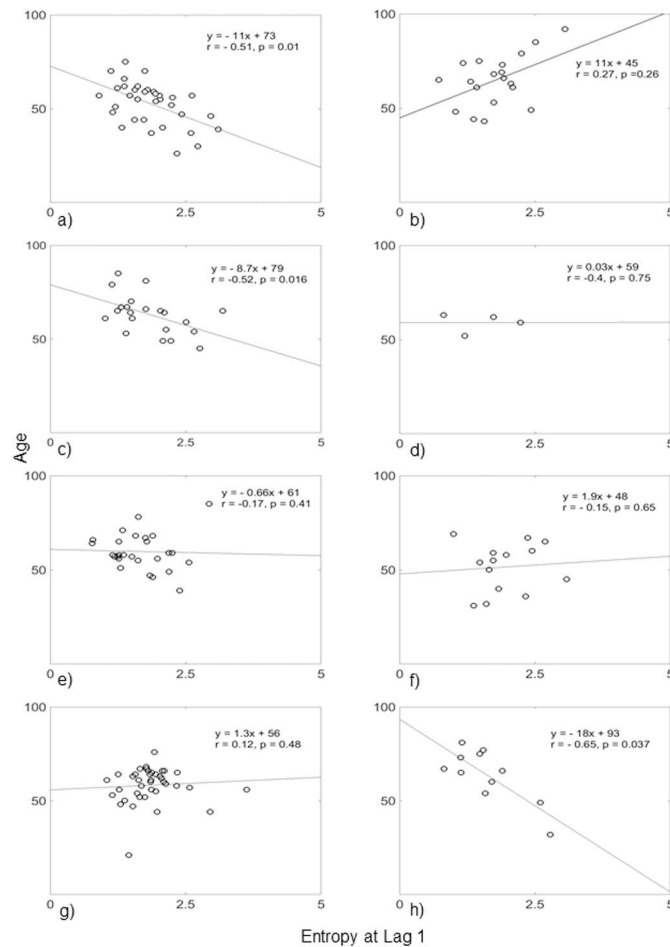 100
y = - 11x + 73
r = - 0.51, p = 0.01
50
0 2.5 5
a)
100
y = 11x + 45
r = 0.27, p =0.26
50
0 2.5 5
b)
100
y = - 8.7x + 79
r = -0.52, p = 0.016
50
0 2.5 5
c)
100
y = 0.03x + 59
r = -0.4, p = 0.75
50
0 2.5 5
d)
Age
100
y = - 0.66x + 61
r = -0.17, p = 0.41
50
0 2.5 5
e)
100
y = 1.9x + 48
r = - 0.15, p = 0.65
50
0 2.5 5
f)
100
y = 1.3x + 56
r = 0.12, p = 0.48
50
0 2.5 5
g)
100
y = - 18x + 93
r = - 0.65, p = 0.037
50
0 2.5 5
h)
Entropy at Lag 1